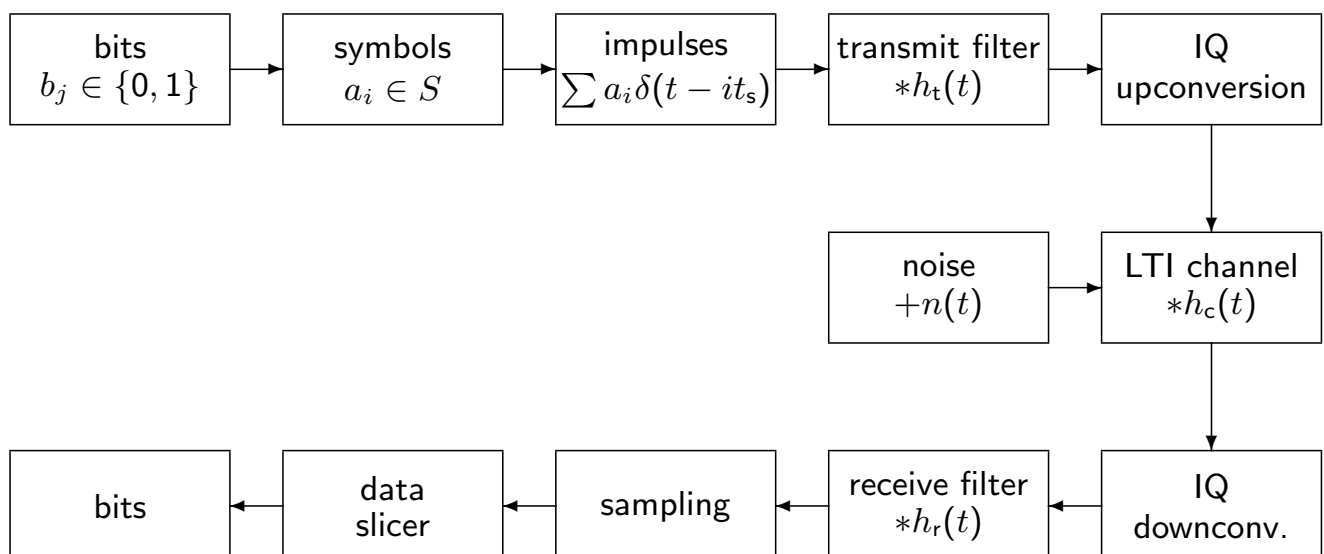 bits
b_j ∈ {0, 1}
symbols
a_i ∈ S
impulses
∑ a_i δ(t − it_s)
transmit filter
∗h_t(t)
IQ
upconversion
noise
+n(t)
LTI channel
∗h_c(t)
bits
data
slicer
sampling
receive filter
∗h_r(t)
IQ
downconv.